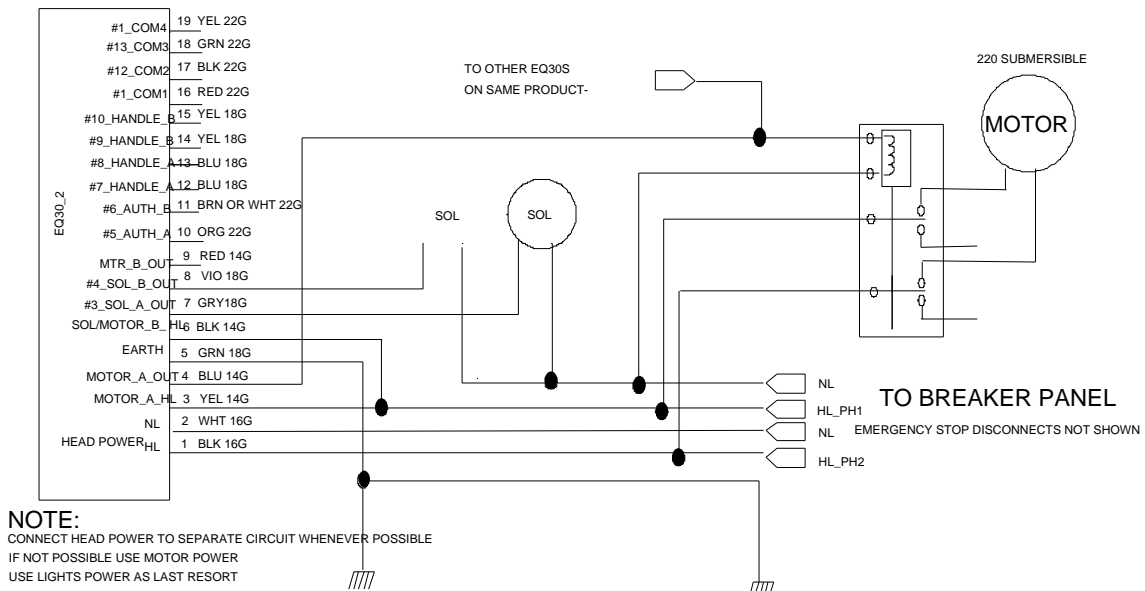 #1_COM4 19 YEL 22G
#13_COM3 18 GRN 22G
#12_COM2 17 BLK 22G
#1_COM1 16 RED 22G
#10_HANDLE_B 15 YEL 18G
#9_HANDLE_B 14 YEL 18G
#8_HANDLE_A 13 BLU 18G
#7_HANDLE_A 12 BLU 18G
#6_AUTH_B 11 BRN OR WHT 22G
#5_AUTH_A 10 ORG 22G
MTR_B_OUT 9 RED 14G
#4_SOL_B_OUT 8 VIO 18G
#3_SOL_A_OUT 7 GRY18G
SOL/MOTOR_B_HL 6 BLK 14G
EARTH 5 GRN 18G
MOTOR_A_OUT 4 BLU 14G
MOTOR_A_HL 3 YEL 14G
NL 2 WHT 16G
HEAD POWER HL 1 BLK 16G
EQ30_2
TO OTHER EQ30S
ON SAME PRODUCT-
SOL
SOL
220 SUBMERSIBLE
MOTOR
NL
HL_PH1
NL
HL_PH2
TO BREAKER PANEL
EMERGENCY STOP DISCONNECTS NOT SHOWN
NOTE:
CONNECT HEAD POWER TO SEPARATE CIRCUIT WHENEVER POSSIBLE
IF NOT POSSIBLE USE MOTOR POWER
USE LIGHTS POWER AS LAST RESORT